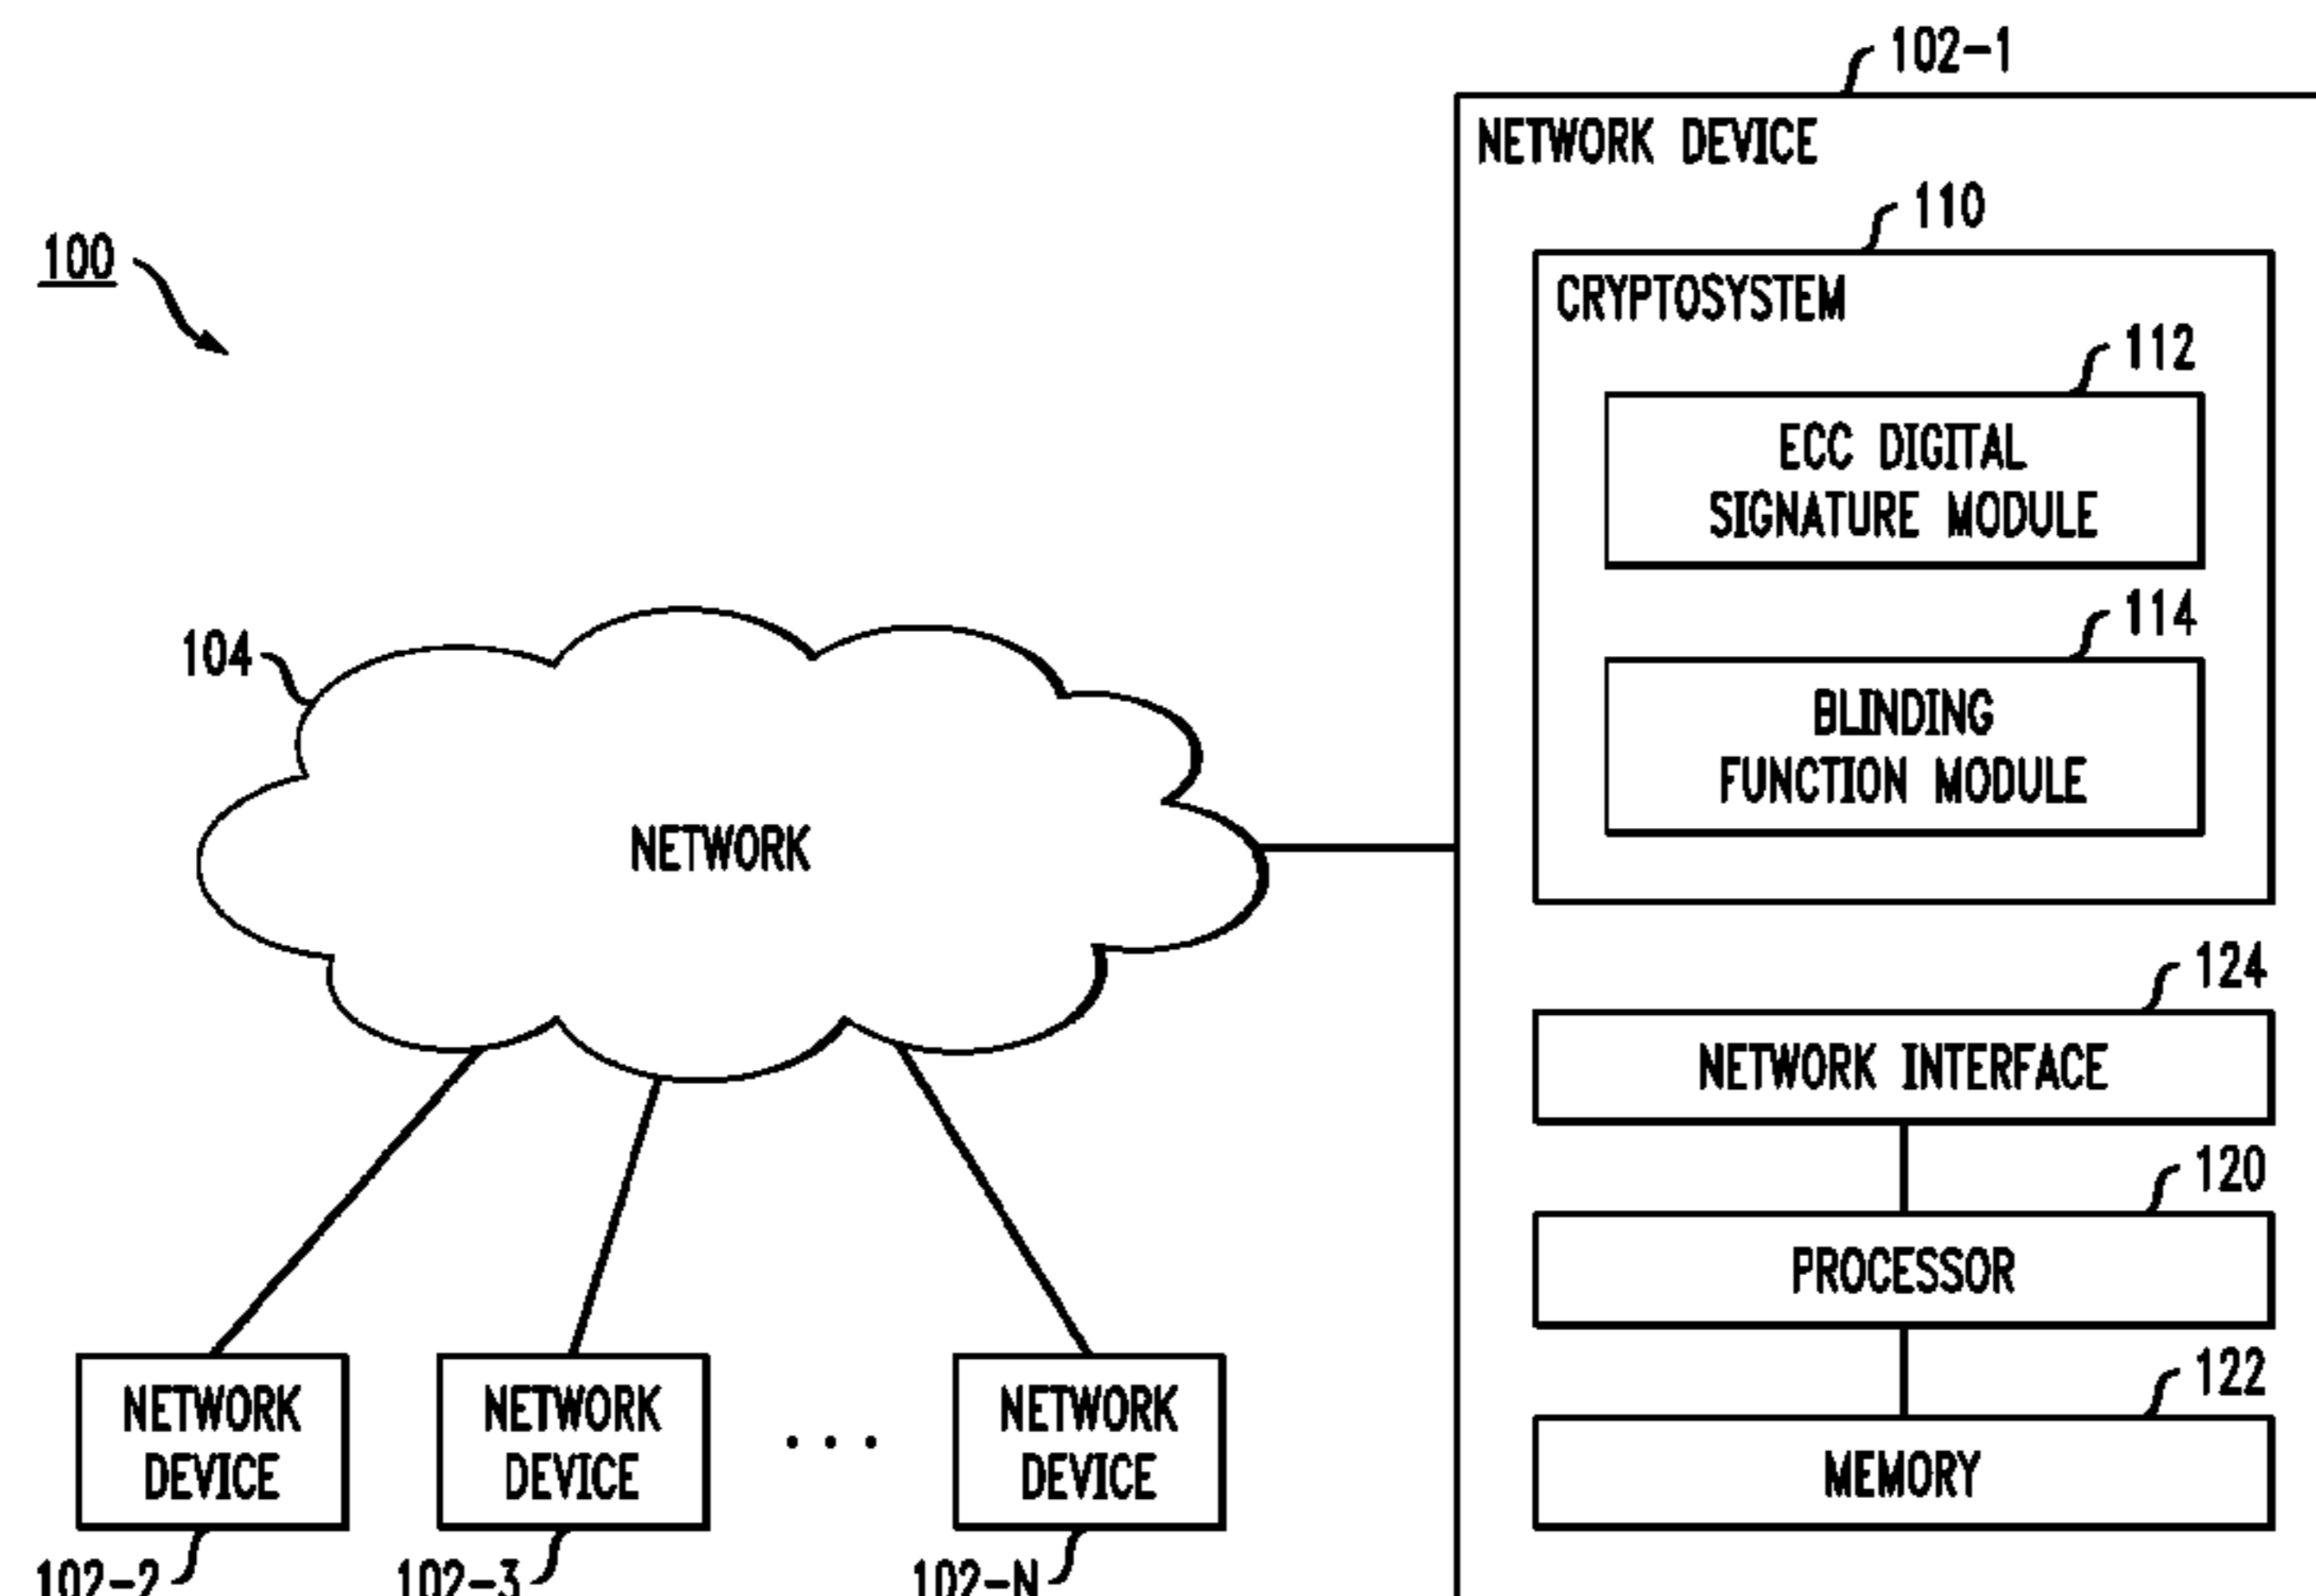 102-1
NETWORK DEVICE
110
100
CRYPTOSYSTEM
112
ECC DIGITAL
SIGNATURE MODULE
114
104
BLINDING
FUNCTION MODULE
NETWORK
124
NETWORK INTERFACE
120
PROCESSOR
122
NETWORK
DEVICE
NETWORK
DEVICE
. . .
NETWORK
DEVICE
MEMORY
102-2
102-3
102-N